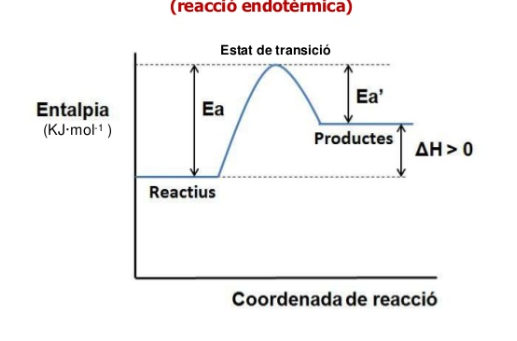 (reacció endotèrmica)
Estat de transició
Ea
Ea’
Entalpia
(KJ·mol-¹ )
Productes
ΔH > 0
Reactius
Coordenada de reacció